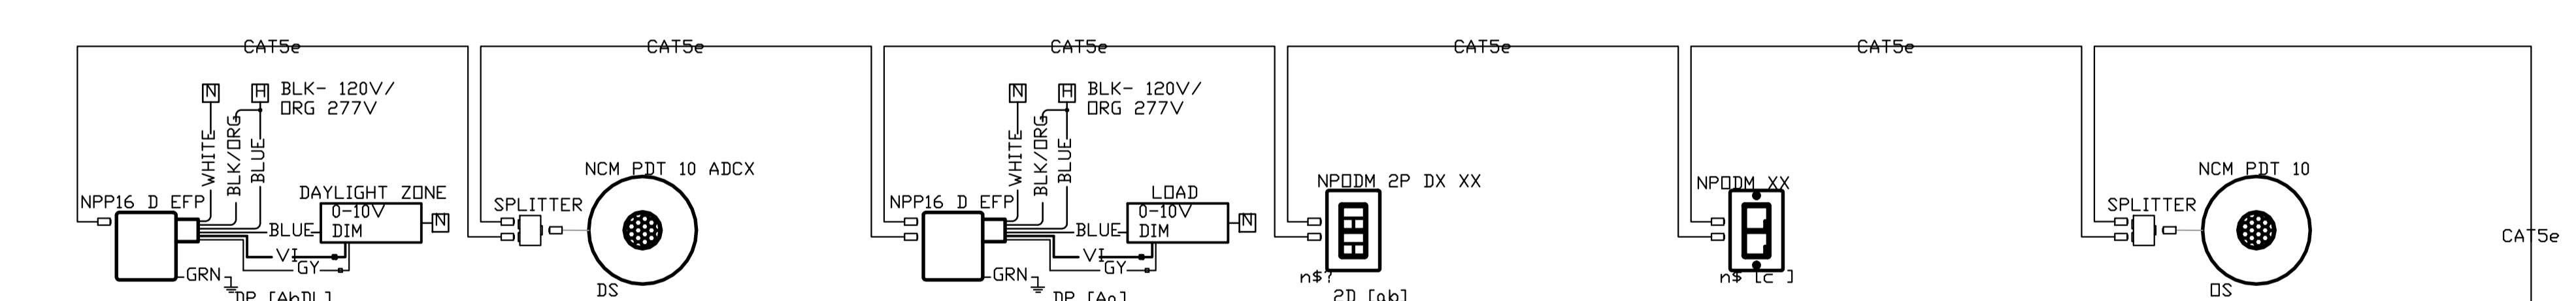 CAT5e
CAT5e
CAT5e
CAT5e
CAT5e
N
H
BLK- 120V/
ORG 277V
WHITE
BLK/ORG
BLUE
NPP16 D EFP
DAYLIGHT ZONE
0-10V
DIM
N
BLUE
VI
GY
GRN
SPLITTER
NCM PDT 10 ADCX
DS
N
H
BLK- 120V/
ORG 277V
WHITE
BLK/ORG
BLUE
NPP16 D EFP
LOAD
0-10V
DIM
N
BLUE
VI
GY
GRN
NPODM 2P DX XX
n$?
NPODM XX
n$ [c ]
SPLITTER
NCM PDT 10
OS
CAT5e